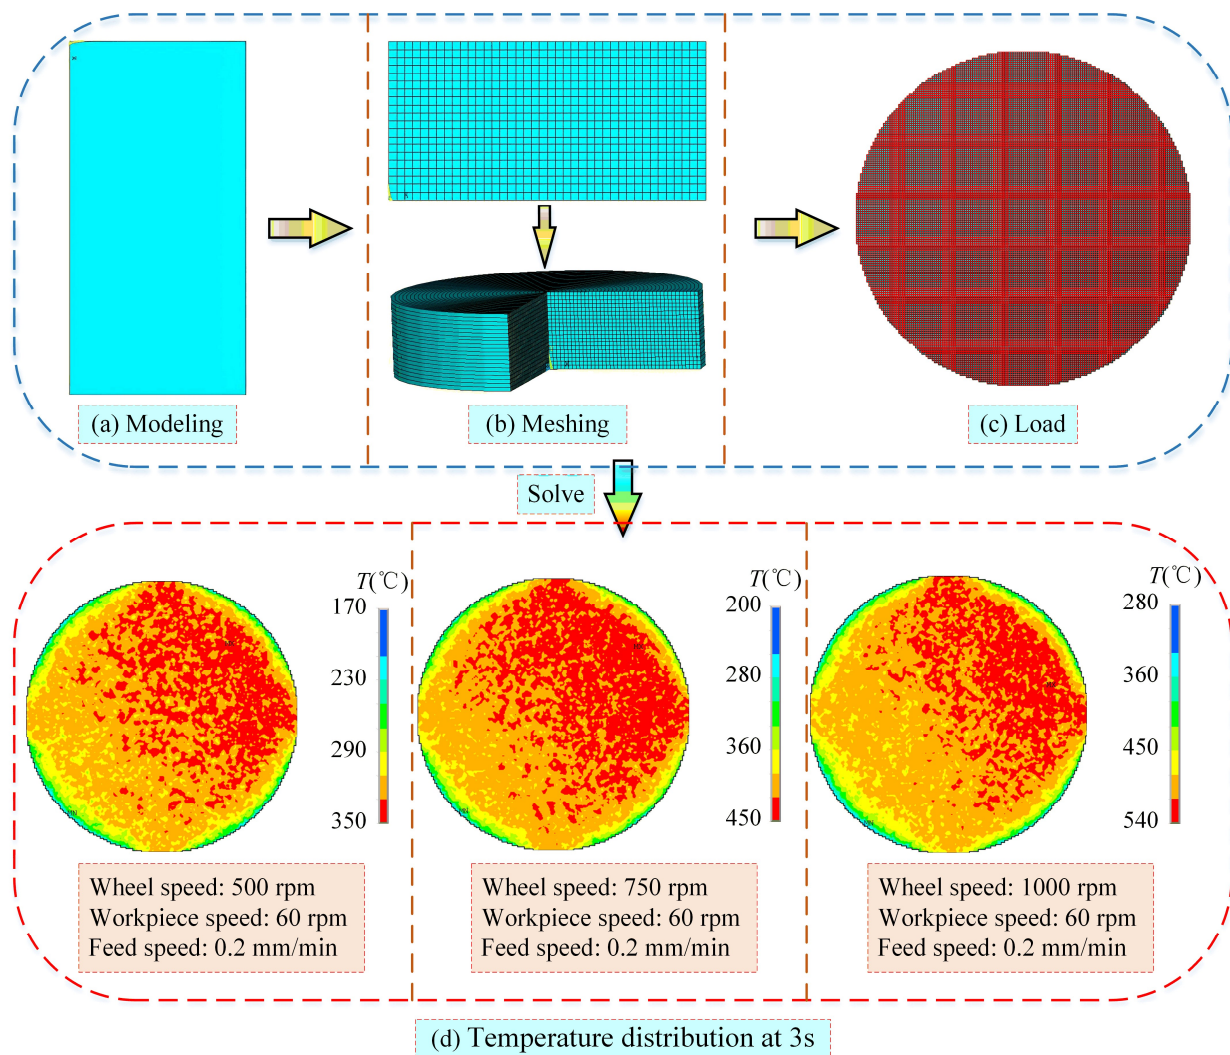 (a) Modeling
(b) Meshing
(c) Load
Solve
T(℃)
170
230
290
350
MN
Wheel speed: 500 rpm
Workpiece speed: 60 rpm
Feed speed: 0.2 mm/min
T(℃)
200
280
360
450
MN
Wheel speed: 750 rpm
Workpiece speed: 60 rpm
Feed speed: 0.2 mm/min
T(℃)
280
360
450
540
MN
Wheel speed: 1000 rpm
Workpiece speed: 60 rpm
Feed speed: 0.2 mm/min
(d) Temperature distribution at 3s